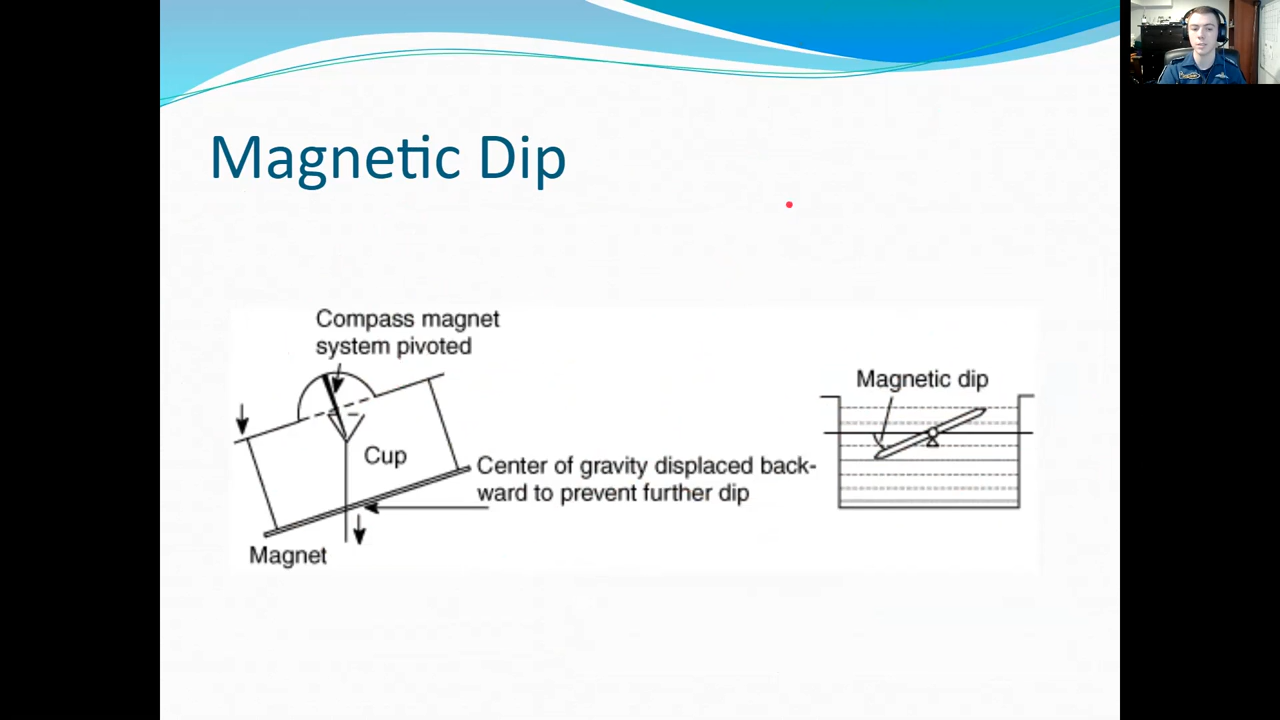 Magnetic Dip
Compass magnet
system pivoted
Magnetic dip
Cup
Center of gravity displaced back-
ward to prevent further dip
Magnet